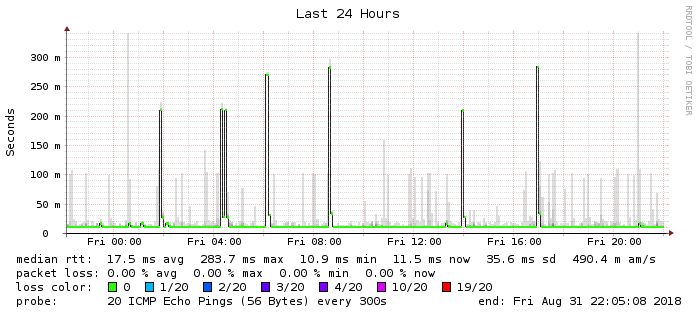 Last 24 Hours
RRDTOOL / TOBI OETIKER
Seconds
300 m
250 m
200 m
150 m
100 m
50 m
0
Fri 00:00 Fri 04:00 Fri 08:00 Fri 12:00 Fri 16:00 Fri 20:00
median rtt: 17.5 ms avg 283.7 ms max 10.9 ms min 11.5 ms now 35.6 ms sd 490.4 m am/s
packet loss: 0.00 % avg 0.00 % max 0.00 % min 0.00 % now
loss color: 0 1/20 2/20 3/20 4/20 10/20 19/20
probe: 20 ICMP Echo Pings (56 Bytes) every 300s end: Fri Aug 31 22:05:08 2018